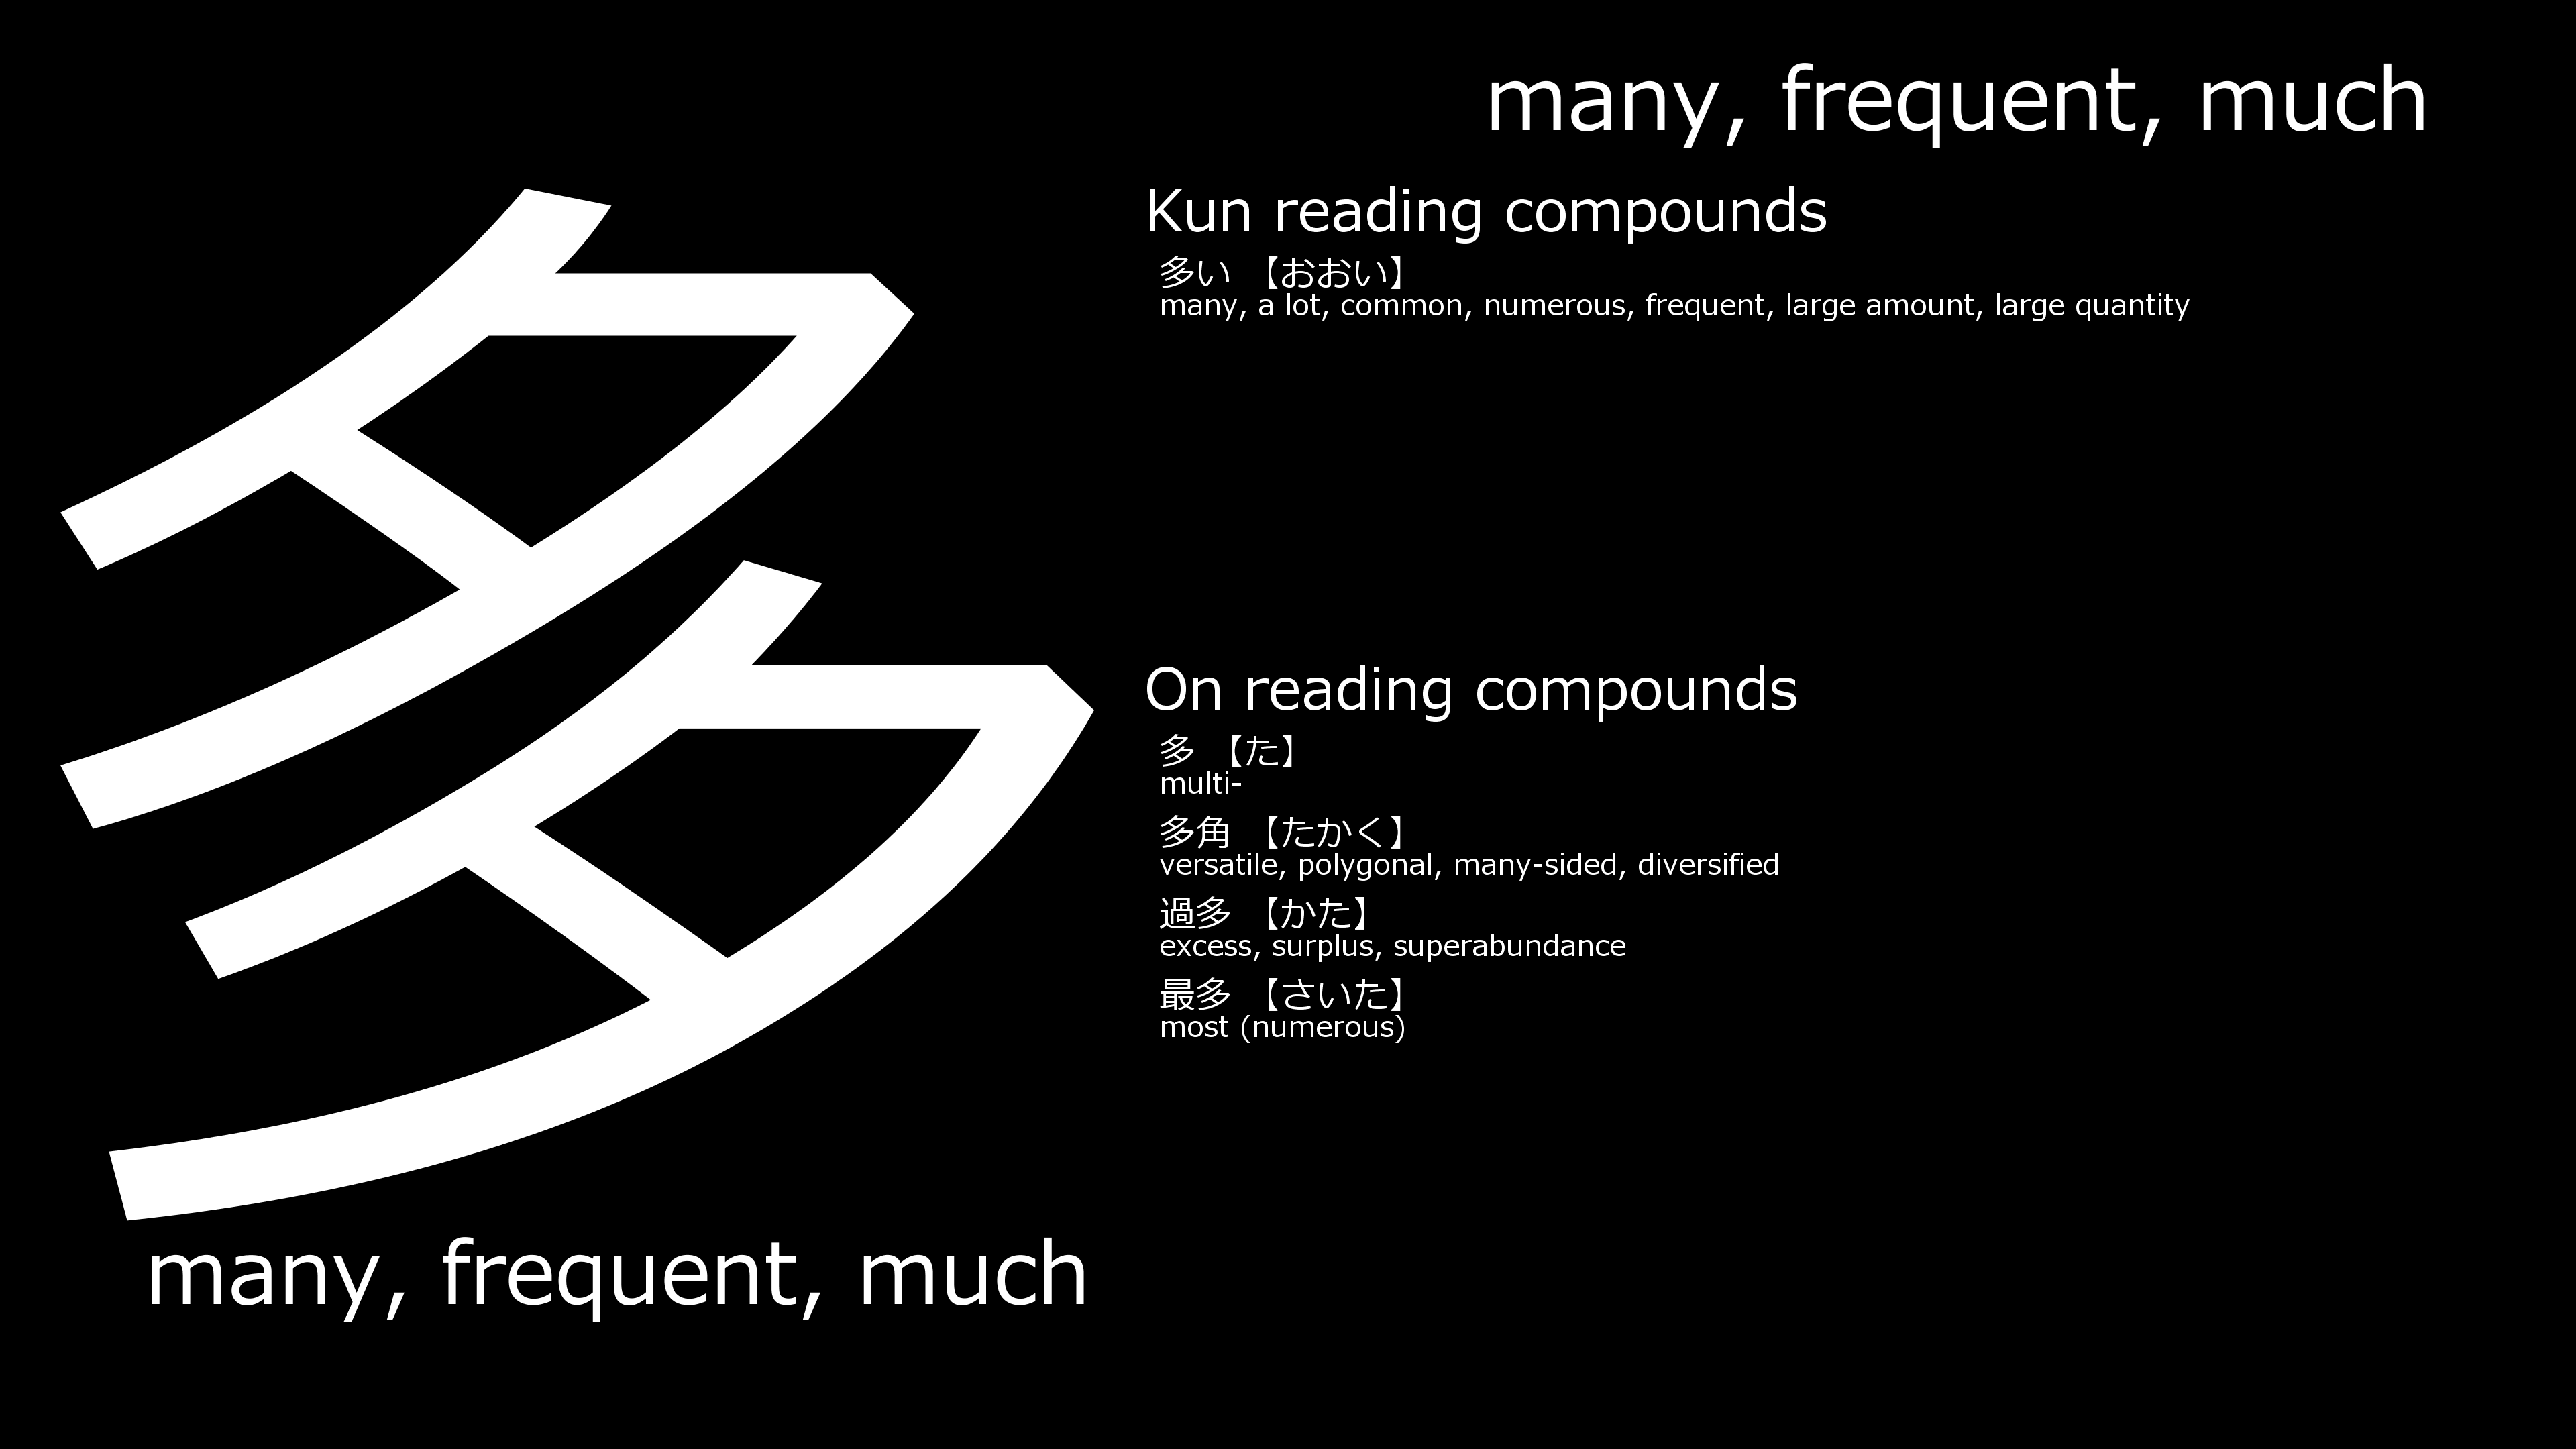 many, frequent, much
多
many, frequent, much
Kun reading compounds
多い 【おおい】
many, a lot, common, numerous, frequent, large amount, large quantity
On reading compounds
多 【た】
multi-
多角 【たかく】
versatile, polygonal, many-sided, diversified
過多 【かた】
excess, surplus, superabundance
最多 【さいた】
most (numerous)